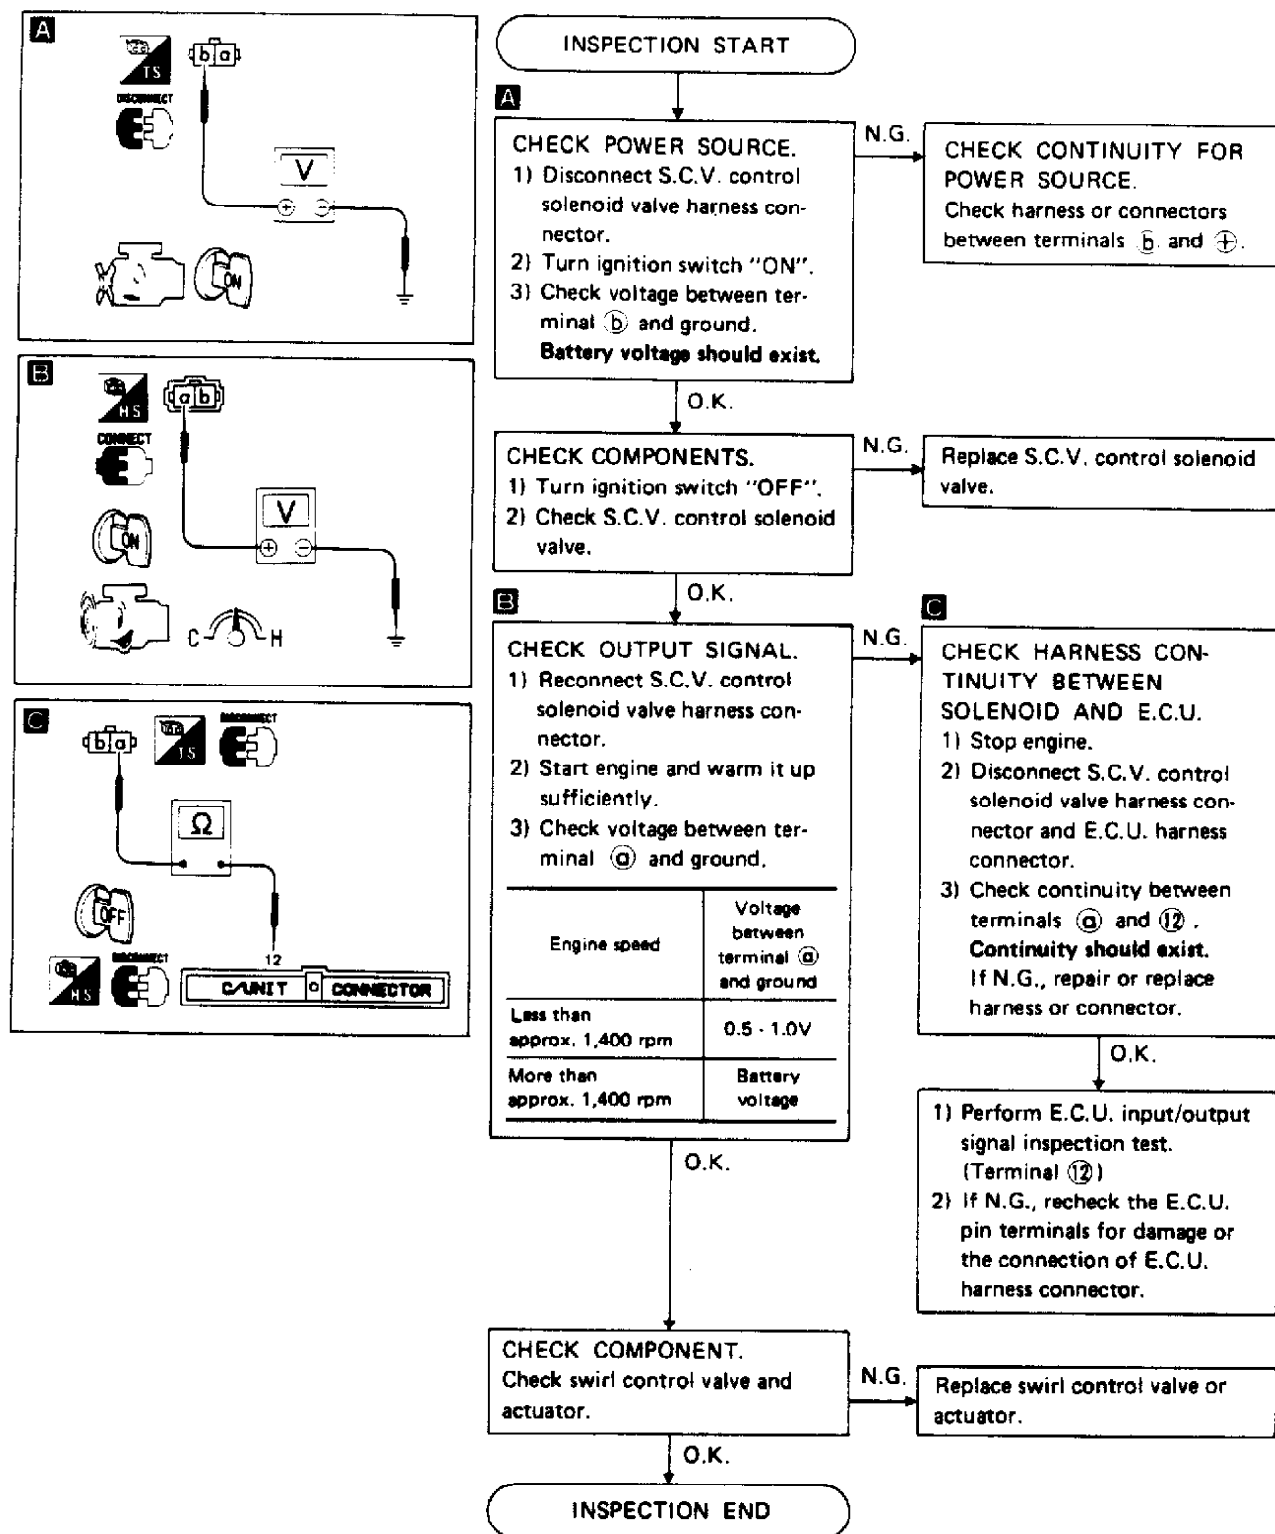 A
b a
TS
DISCONNECT
V
+ −
ON
B
a b
HS
CONNECT
V
+ −
ON
C H
C
b a
TS
DISCONNECT
Ω
OFF
12
HS
DISCONNECT
C/UNIT CONNECTOR
INSPECTION START
A
CHECK POWER SOURCE.
1) Disconnect S.C.V. control
solenoid valve harness con-
nector.
2) Turn ignition switch "ON".
3) Check voltage between ter-
minal ⓑ and ground.
Battery voltage should exist.
N.G.
CHECK CONTINUITY FOR
POWER SOURCE.
Check harness or connectors
between terminals ⓑ and ⊕.
O.K.
CHECK COMPONENTS.
1) Turn ignition switch "OFF".
2) Check S.C.V. control solenoid
valve.
N.G.
Replace S.C.V. control solenoid
valve.
O.K.
B
CHECK OUTPUT SIGNAL.
1) Reconnect S.C.V. control
solenoid valve harness con-
nector.
2) Start engine and warm it up
sufficiently.
3) Check voltage between ter-
minal ⓐ and ground.
Engine speed
Voltage
between
terminal ⓐ
and ground
Less than
approx. 1,400 rpm
0.5 - 1.0V
More than
approx. 1,400 rpm
Battery
voltage
N.G.
C
CHECK HARNESS CON-
TINUITY BETWEEN
SOLENOID AND E.C.U.
1) Stop engine.
2) Disconnect S.C.V. control
solenoid valve harness con-
nector and E.C.U. harness
connector.
3) Check continuity between
terminals ⓐ and ⑫ .
Continuity should exist.
If N.G., repair or replace
harness or connector.
O.K.
1) Perform E.C.U. input/output
signal inspection test.
(Terminal ⑫)
2) If N.G., recheck the E.C.U.
pin terminals for damage or
the connection of E.C.U.
harness connector.
O.K.
CHECK COMPONENT.
Check swirl control valve and
actuator.
N.G.
Replace swirl control valve or
actuator.
O.K.
INSPECTION END